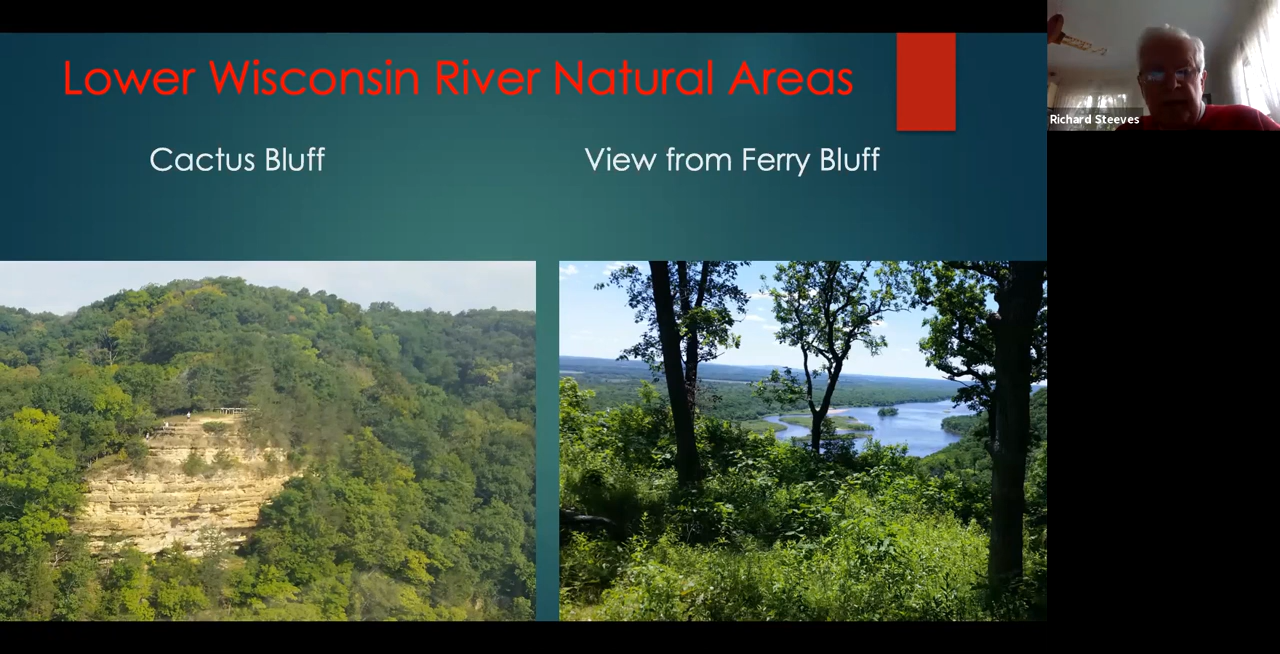 Lower Wisconsin River Natural Areas
Cactus Bluff
View from Ferry Bluff
Richard Steeves